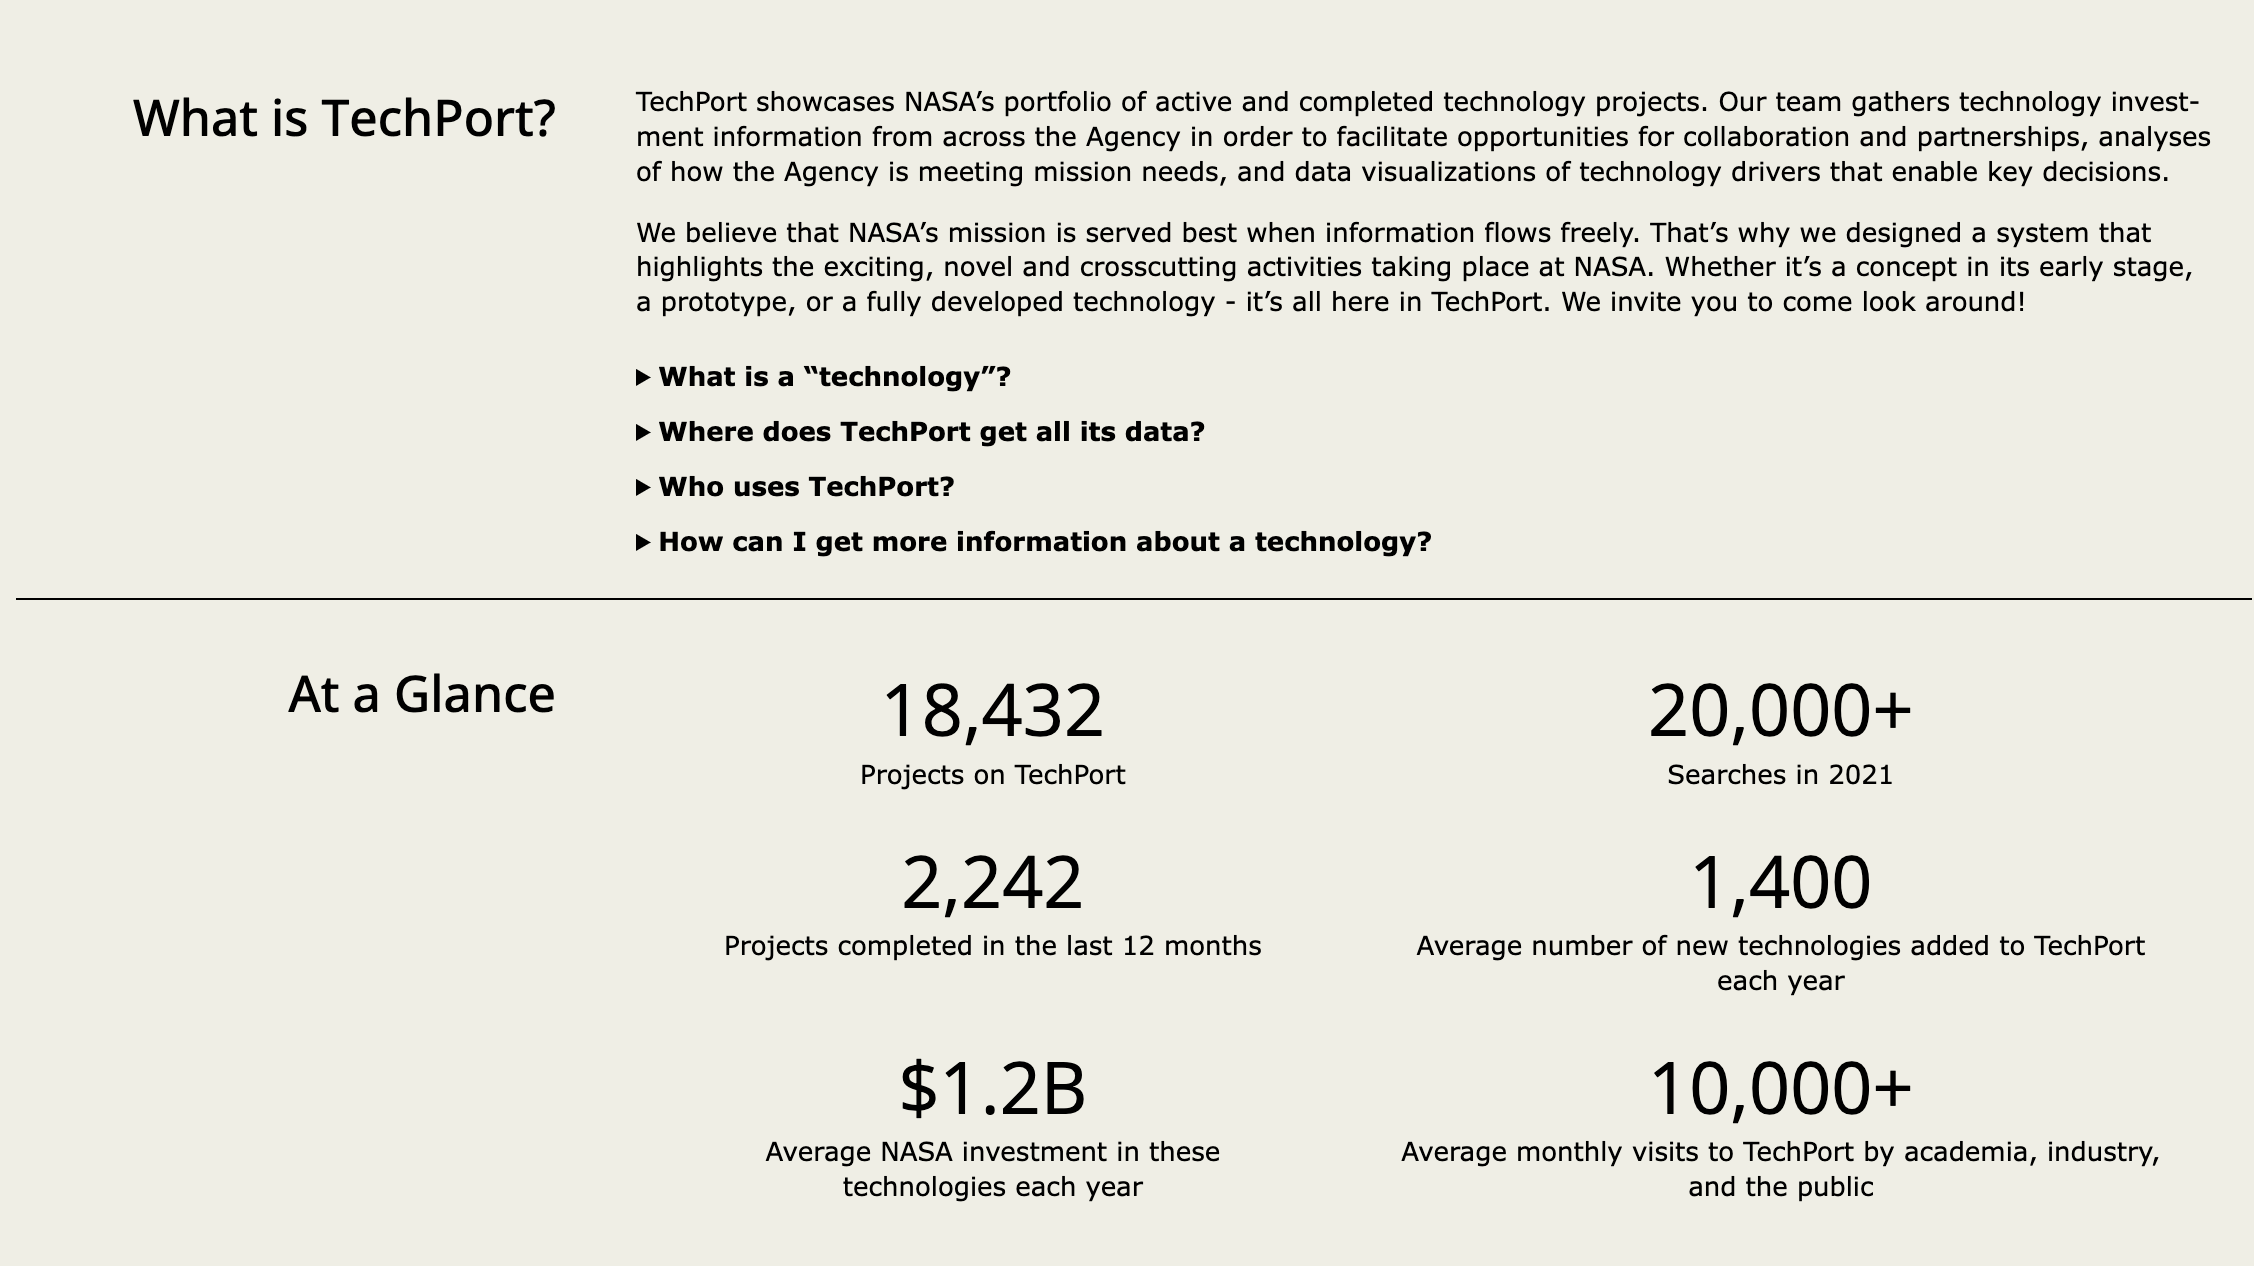 What is TechPort?
TechPort showcases NASA’s portfolio of active and completed technology projects. Our team gathers technology invest-
ment information from across the Agency in order to facilitate opportunities for collaboration and partnerships, analyses
of how the Agency is meeting mission needs, and data visualizations of technology drivers that enable key decisions.
We believe that NASA’s mission is served best when information flows freely. That’s why we designed a system that
highlights the exciting, novel and crosscutting activities taking place at NASA. Whether it’s a concept in its early stage,
a prototype, or a fully developed technology - it’s all here in TechPort. We invite you to come look around!
What is a “technology”?
Where does TechPort get all its data?
Who uses TechPort?
How can I get more information about a technology?
At a Glance
18,432
Projects on TechPort
20,000+
Searches in 2021
2,242
Projects completed in the last 12 months
1,400
Average number of new technologies added to TechPort
each year
$1.2B
Average NASA investment in these
technologies each year
10,000+
Average monthly visits to TechPort by academia, industry,
and the public